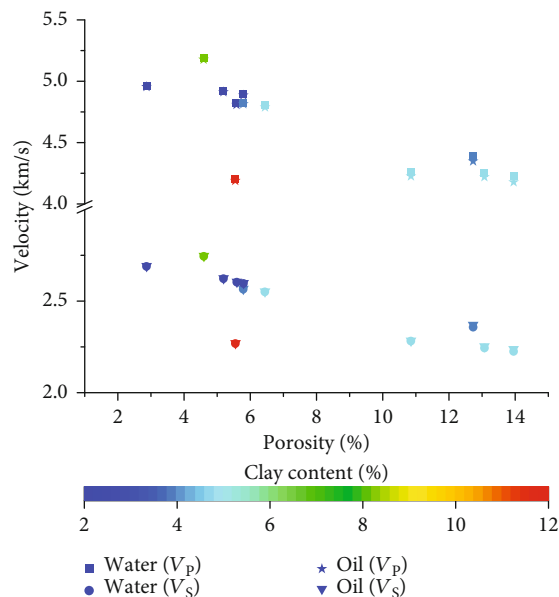 5.5
5.0
4.5
4.0
2.5
2.0
Velocity (km/s)
2 4 6 8 10 12 14
Porosity (%)
Clay content (%)
2 4 6 8 10 12
Water (VP) Oil (VP)
Water (VS) Oil (VS)